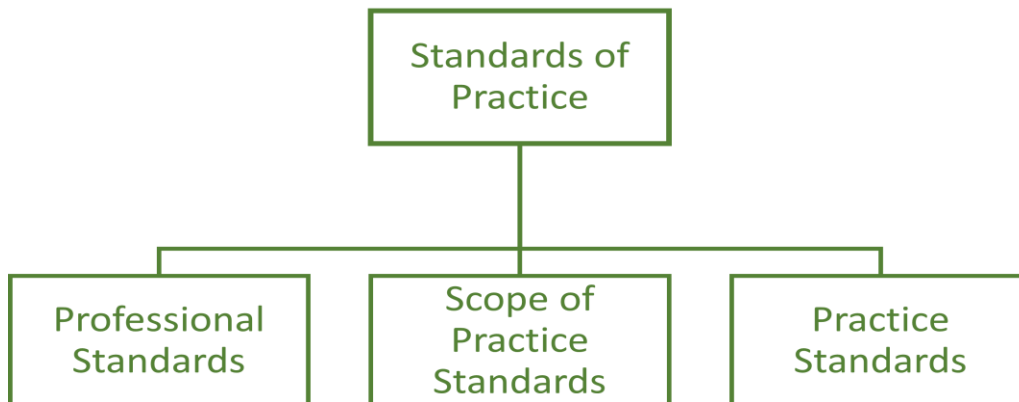 Standards of
Practice
Professional
Standards
Scope of
Practice
Standards
Practice
Standards